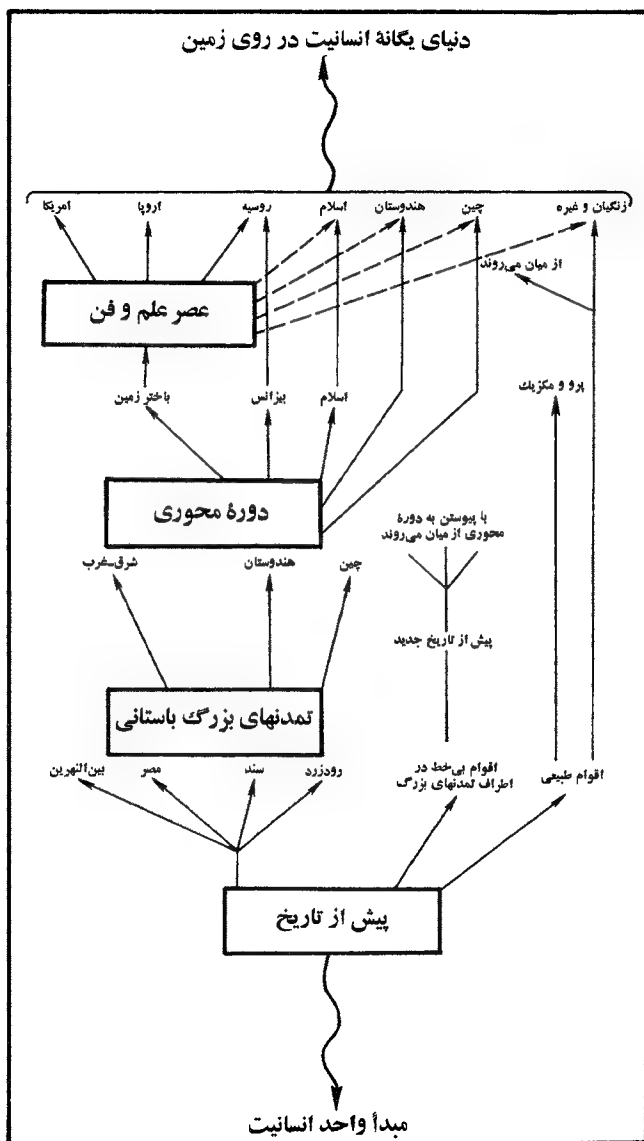 دنیای یگانهٔ انسانیت در روی زمین
زنگیان و غیره
چین
هندوستان
اسلام
روسیه
اروپا
امریکا
از میان می‌روند
عصر علم و فن
پرو و مکزیك
اسلام
بیزانس
باختر زمین
دورهٔ محوری
با پیوستن به دورهٔ
محوری از میان می‌روند
چین
هندوستان
شرق-غرب
پیش از تاریخ جدید
تمدنهای بزرگ باستانی
اقوام طبیعی
اقوام بی‌خط در
اطراف تمدنهای بزرگ
رودزرد
سند
مصر
بین‌النهرین
پیش از تاریخ
مبدأ واحد انسانیت